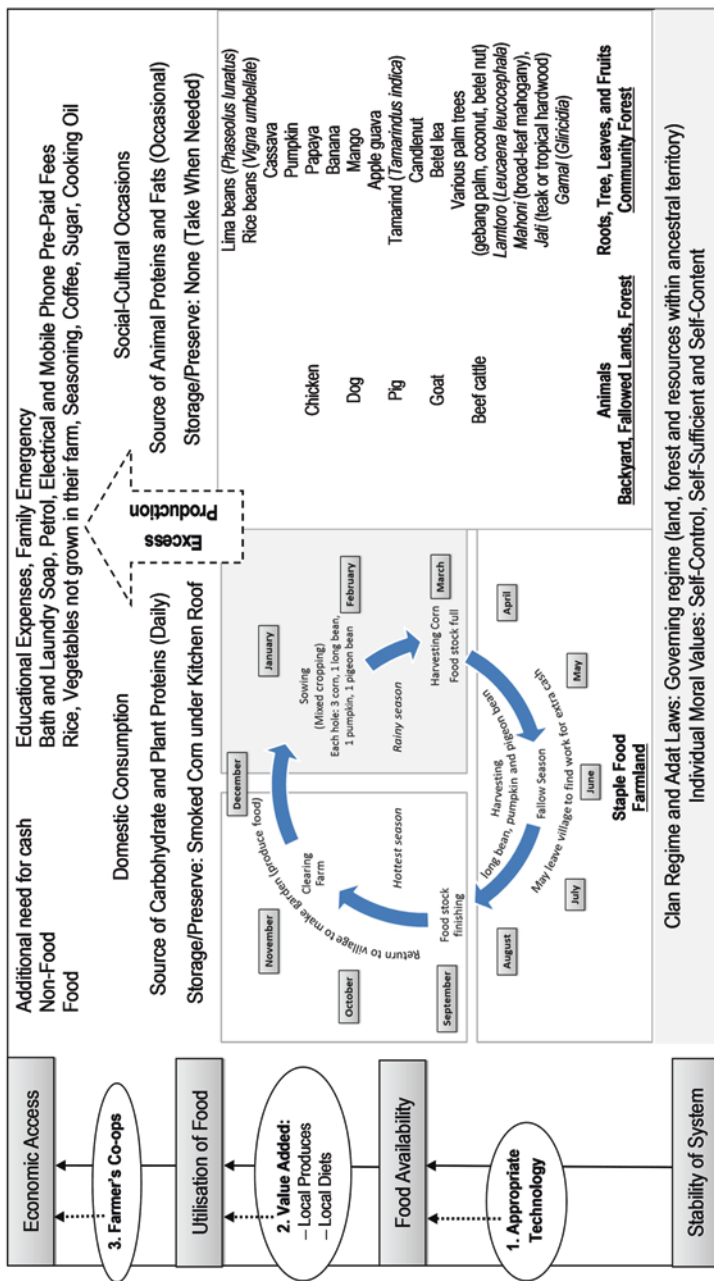 Economic Access
3. Farmer's Co-ops
Utilisation of Food
2. Value Added:
– Local Produces
– Local Diets
Food Availability
1. Appropriate
Technology
Stability of System
Additional need for cash
Non-Food
Food
Educational Expenses, Family Emergency
Bath and Laundry Soap, Petrol, Electrical and Mobile Phone Pre-Paid Fees
Rice, Vegetables not grown in their farm, Seasoning, Coffee, Sugar, Cooking Oil
Domestic Consumption
Source of Carbohydrate and Plant Proteins (Daily)
Storage/Preserve: Smoked Corn under Kitchen Roof
Excess
Production
Social-Cultural Occasions
Source of Animal Proteins and Fats (Occasional)
Storage/Preserve: None (Take When Needed)
December
January
February
March
April
May
June
July
August
September
October
November
Sowing
(Mixed cropping)
Each hole: 3 corn, 1 long bean,
1 pumpkin, 1 pigeon bean
Rainy season
Harvesting Corn
Food stock full
Harvesting
long bean, pumpkin and pigeon bean
Fallow Season
May leave village to find work for extra cash
Food stock
finishing
Hottest season
Clearing
Farm
Return to village to make garden (produce food)
Staple Food
Farmland
Chicken
Dog
Pig
Goat
Beef cattle
Animals
Backyard, Fallowed Lands, Forest
Lima beans (Phaseolus lunatus)
Rice beans (Vigna umbellate)
Cassava
Pumpkin
Papaya
Banana
Mango
Apple guava
Tamarind (Tamarindus indica)
Candlenut
Betel lea
Various palm trees
(gebang palm, coconut, betel nut)
Lamtoro (Leucaena leucocephala)
Mahoni (broad-leaf mahogany),
Jati (teak or tropical hardwood)
Gamal (Gliricidia)
Roots, Tree, Leaves, and Fruits
Community Forest
Clan Regime and Adat Laws: Governing regime (land, forest and resources within ancestral territory)
Individual Moral Values: Self-Control, Self-Sufficient and Self-Content